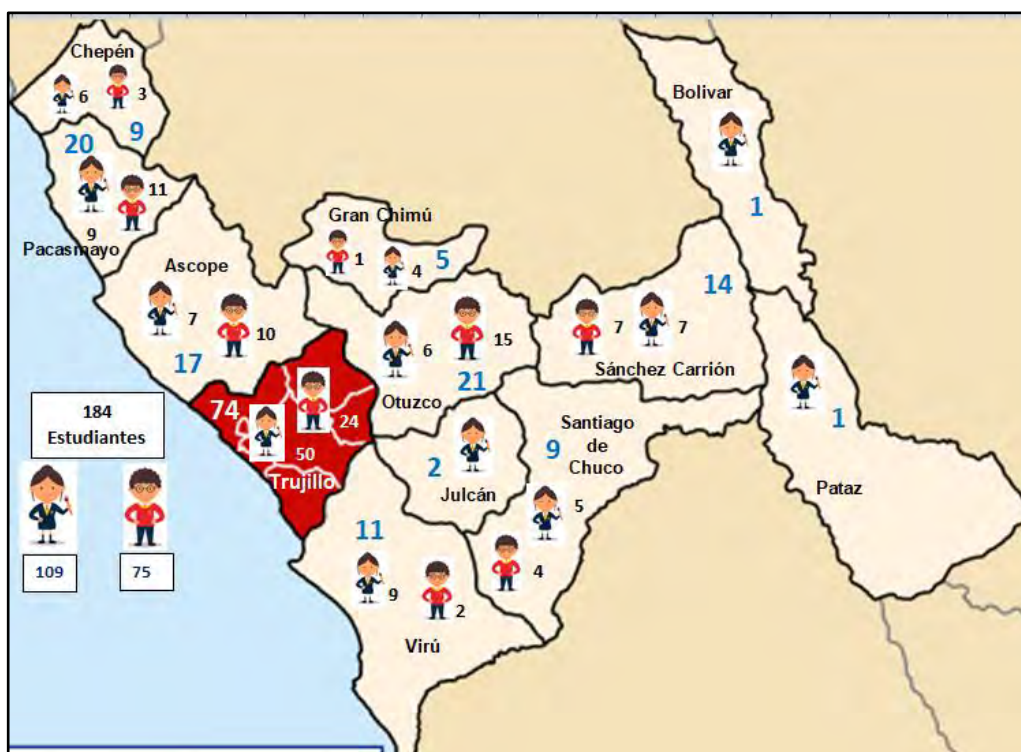 Chepén
6
3
9
20
11
9
Pacasmayo
Bolivar
1
Gran Chimú
1
4
5
Ascope
7
10
17
14
7
7
Sánchez Carrión
6
15
21
Otuzco
74
24
50
Trujillo
184
Estudiantes
109
75
2
Julcán
Santiago
de
Chuco
9
5
4
1
Pataz
11
9
2
Virú